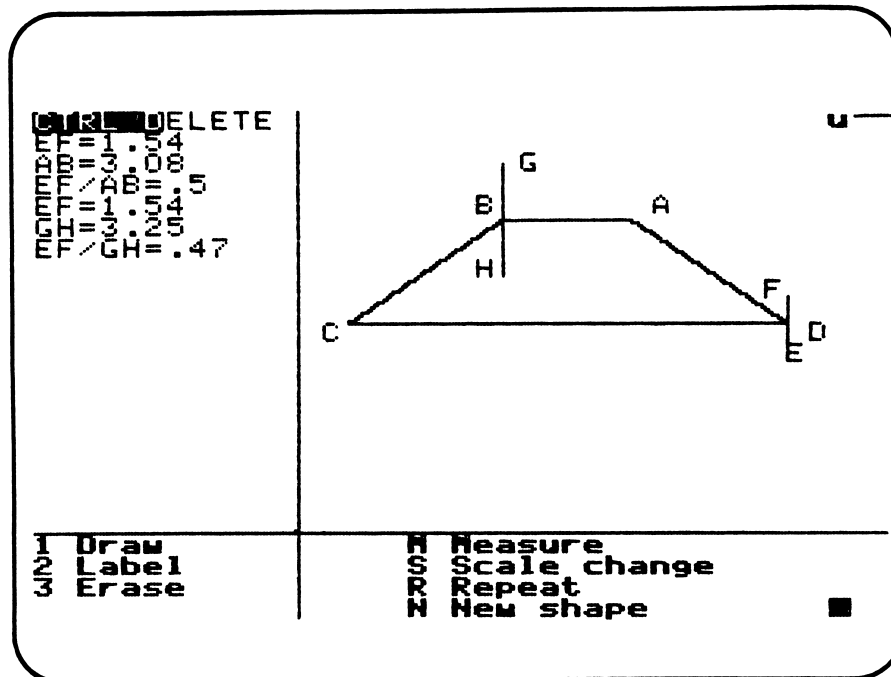 CTRL DELETE
EF=1.54
AB=3.08
EF/AB=.5
EF=1.54
GH=3.25
EF/GH=.47
u
G
B
A
H
F
C
D
E
1 Draw
2 Label
3 Erase
M Measure
S Scale change
R Repeat
N New shape